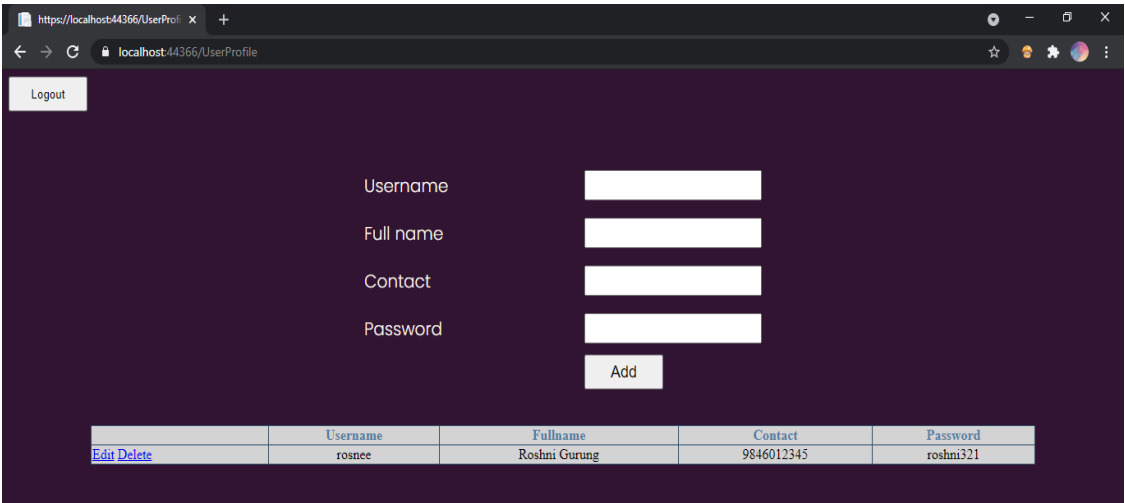 https://localhost:44366/UserProfi
localhost:44366/UserProfile
Logout
Username
Full name
Contact
Password
Add
Username Fullname Contact Password
Edit Delete rosnee Roshni Gurung 9846012345 roshni321